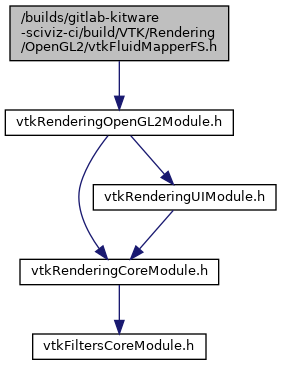 /builds/gitlab-kitware
-sciviz-ci/build/VTK/Rendering
/OpenGL2/vtkFluidMapperFS.h
vtkRenderingOpenGL2Module.h
vtkRenderingUIModule.h
vtkRenderingCoreModule.h
vtkFiltersCoreModule.h